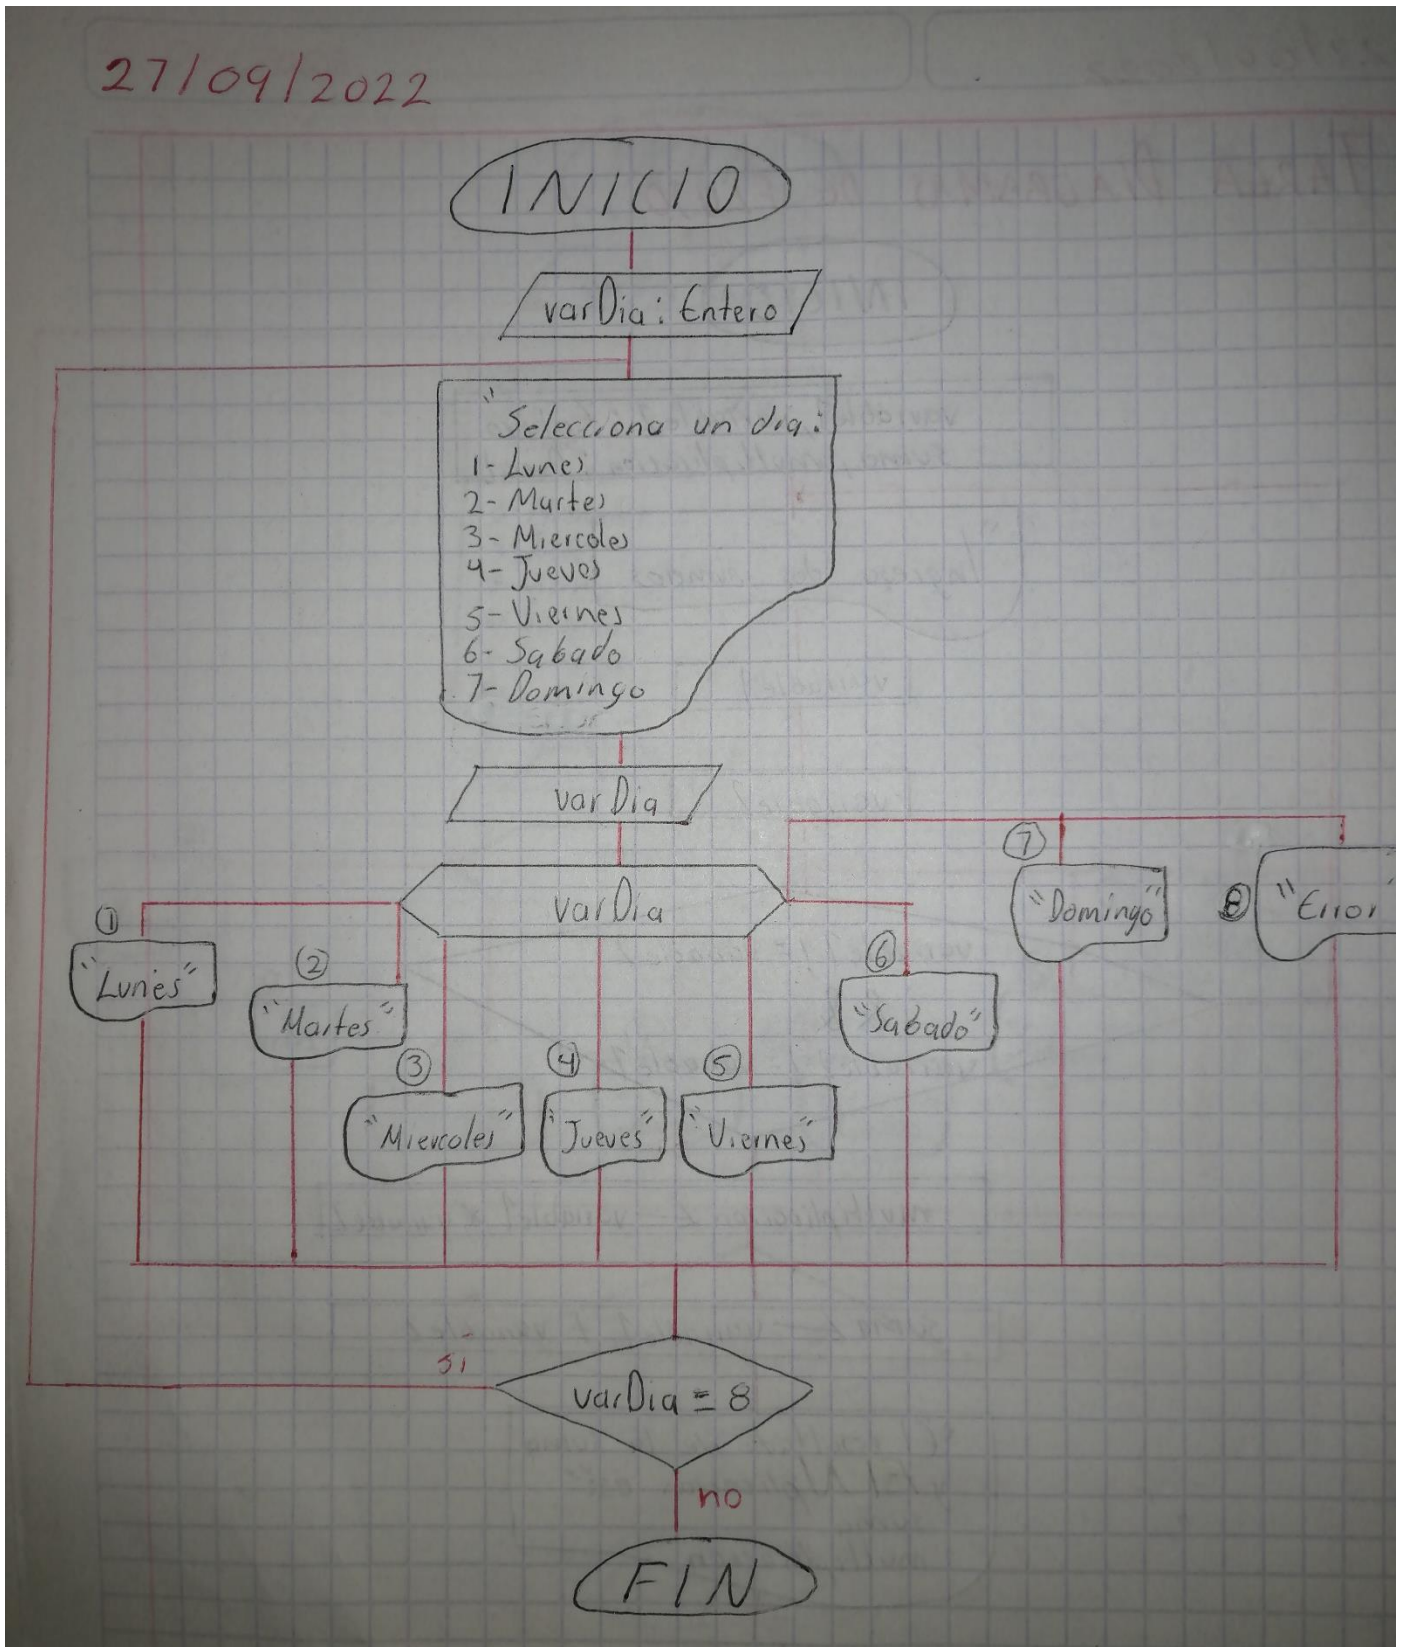 27/09/2022
INICIO
varDia: Entero
"Selecciona un dia:
1- Lunes
2- Martes
3- Miercoles
4- Jueves
5- Viernes
6- Sabado
7- Domingo
varDia
varDia
1
"Lunes"
2
"Martes"
3
"Miercoles"
4
"Jueves"
5
"Viernes"
6
"Sabado"
7
"Domingo"
8
"Error"
varDia = 8
si
no
FIN